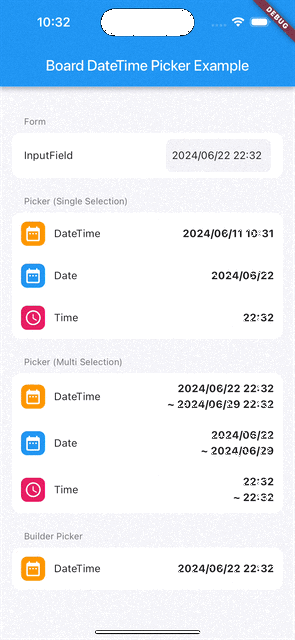 10:32
DEBUG
Board DateTime Picker Example
Form
InputField 2024/06/22 22:32
Picker (Single Selection)
DateTime 2024/06/11 10:31
Date 2024/06/22
Time 22:32
Picker (Multi Selection)
DateTime 2024/06/22 22:32
~ 2024/06/29 22:32
Date 2024/06/22
~ 2024/06/29
Time 22:32
~ 22:32
Builder Picker
DateTime 2024/06/22 22:32